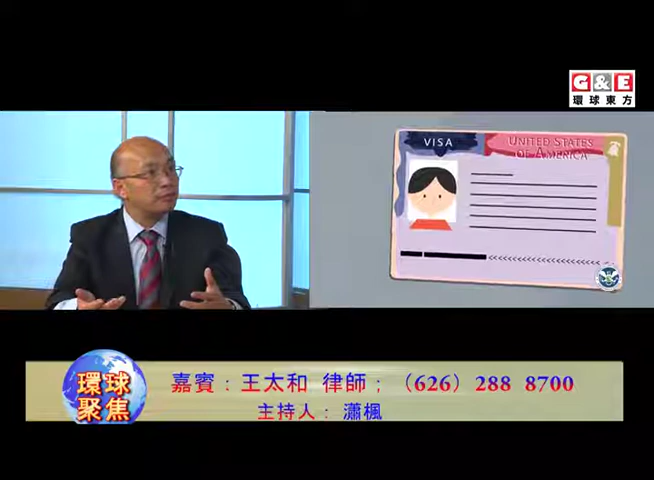 G&E
環球東方
VISA
UNITED STATES
OF AMERICA
環球
聚焦
嘉賓：王太和 律師；（626）288 8700
主持人：瀟楓